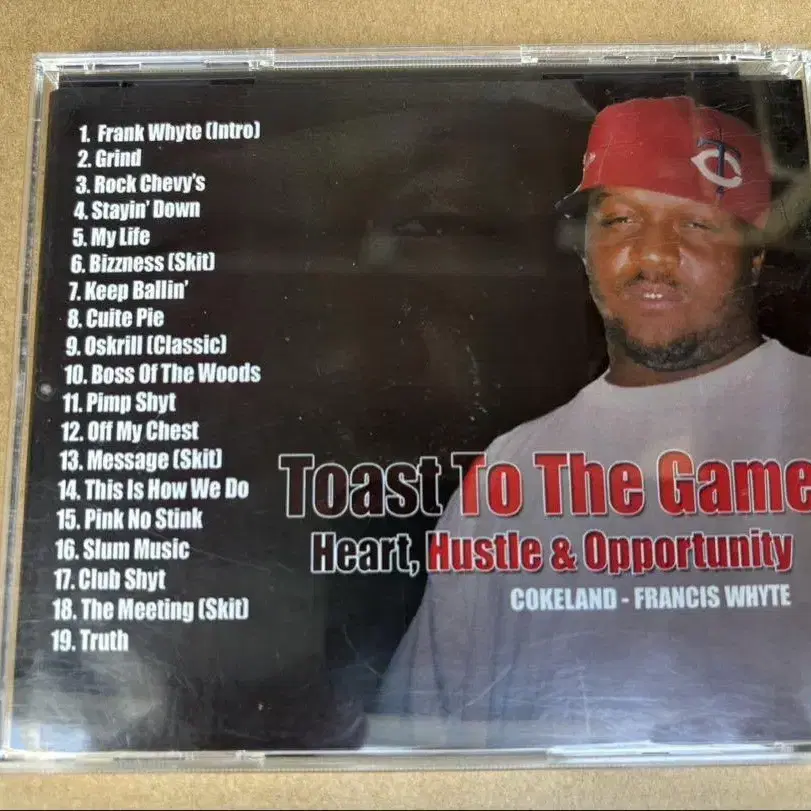 1. Frank Whyte (Intro)
2. Grind
3. Rock Chevy's
4. Stayin' Down
5. My Life
6. Bizzness (Skit)
7. Keep Ballin'
8. Cuite Pie
9. Oskrill (Classic)
10. Boss Of The Woods
11. Pimp Shyt
12. Off My Chest
13. Message (Skit)
14. This Is How We Do
15. Pink No Stink
16. Slum Music
17. Club Shyt
18. The Meeting (Skit)
19. Truth
TC
Toast To The Game
Heart, Hustle & Opportunity
COKELAND - FRANCIS WHYTE